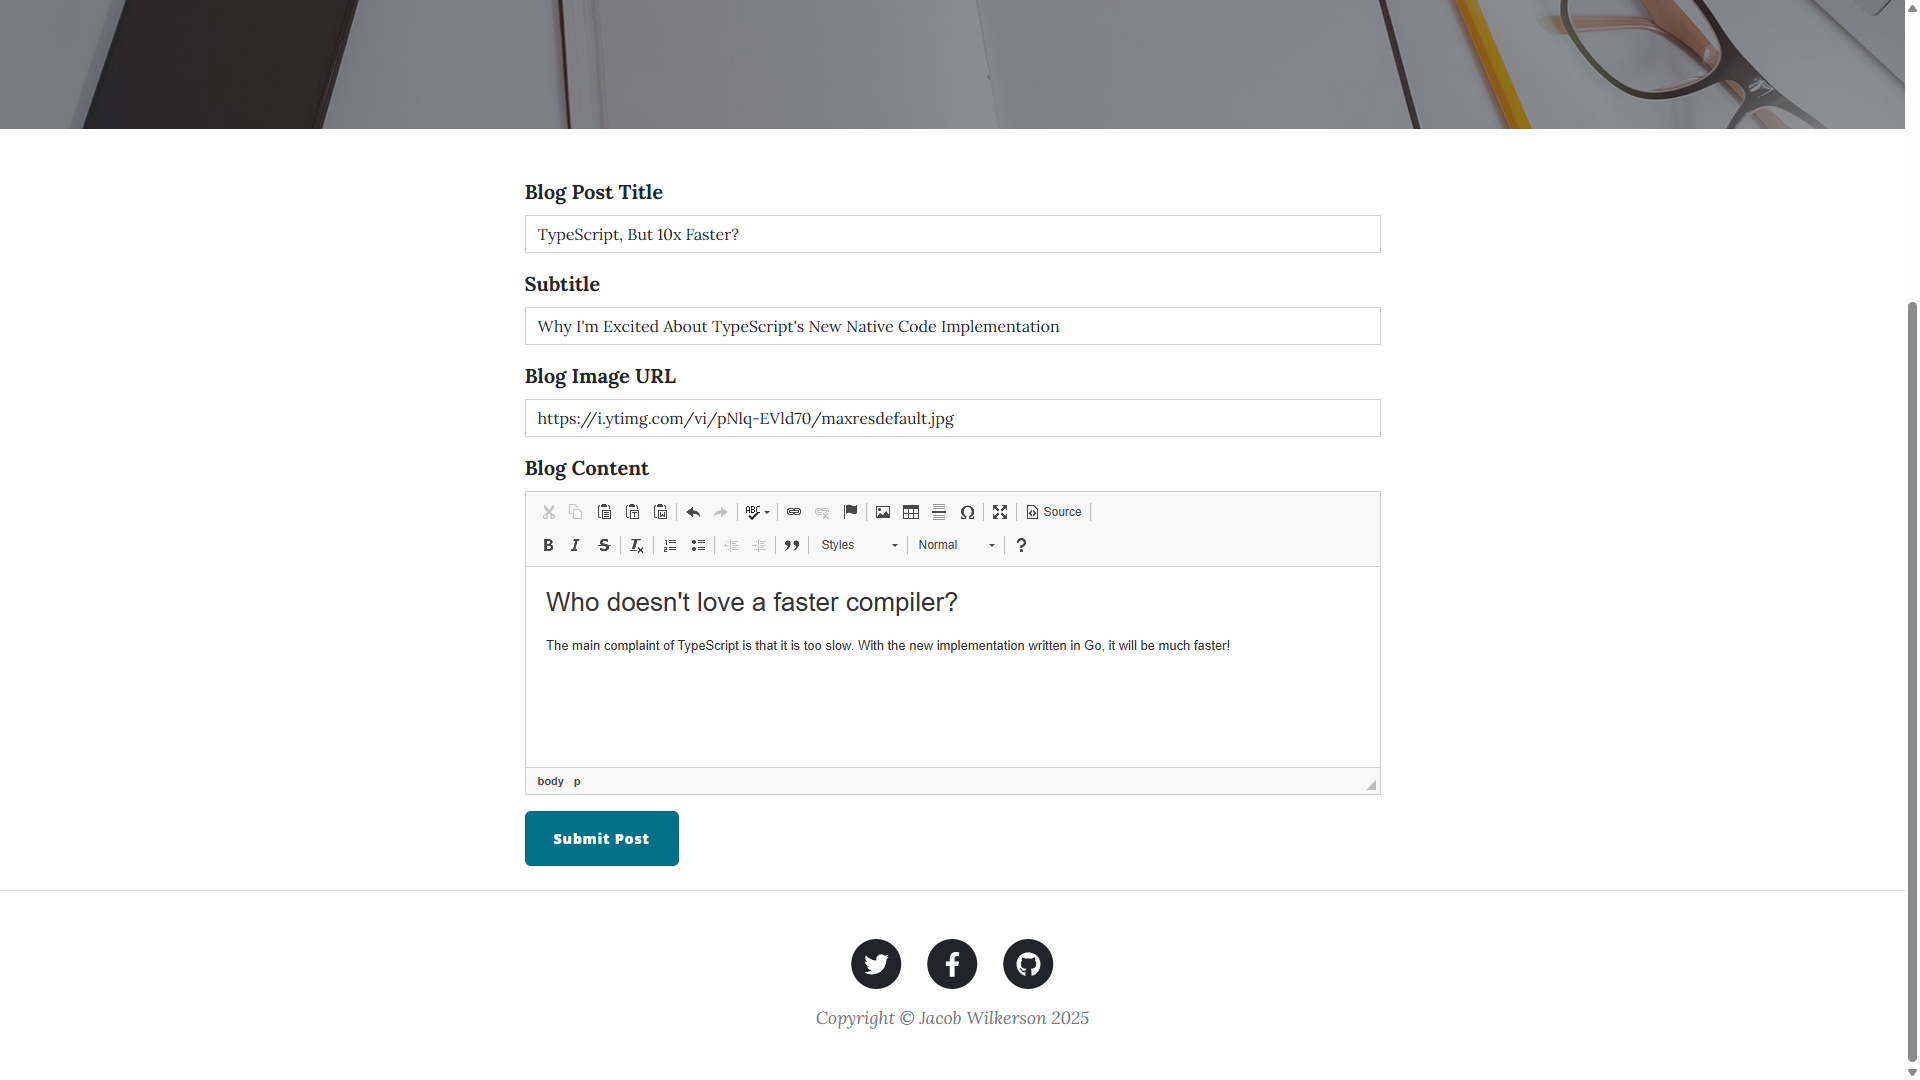 Blog Post Title
TypeScript, But 10x Faster?
Subtitle
Why I'm Excited About TypeScript's New Native Code Implementation
Blog Image URL
https://i.ytimg.com/vi/pNlq-EVld70/maxresdefault.jpg
Blog Content
ABC Ω Source
B I S Tx Styles Normal ?
Who doesn't love a faster compiler?
The main complaint of TypeScript is that it is too slow. With the new implementation written in Go, it will be much faster!
body p
Submit Post
Copyright © Jacob Wilkerson 2025